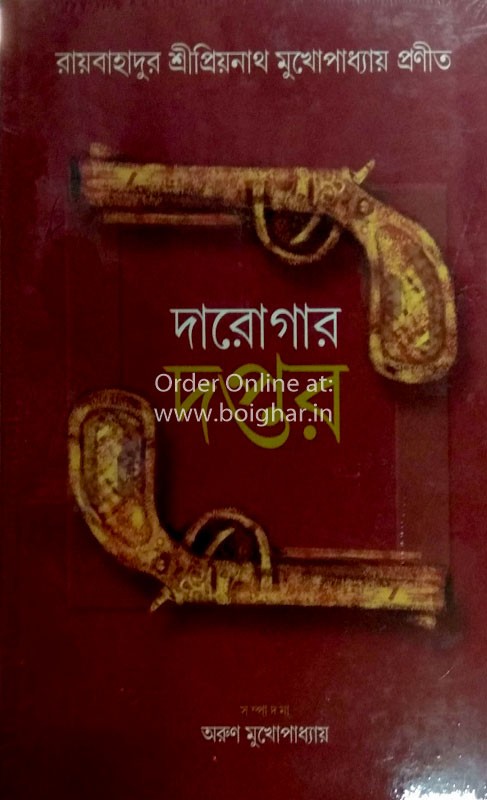 রায়বাহাদুর শ্রীপ্রিয়নাথ মুখোপাধ্যায় প্রণীত
দারোগার
দপ্তর
Order Online at:
www.boighar.in
সম্পাদনা
অরুণ মুখোপাধ্যায়